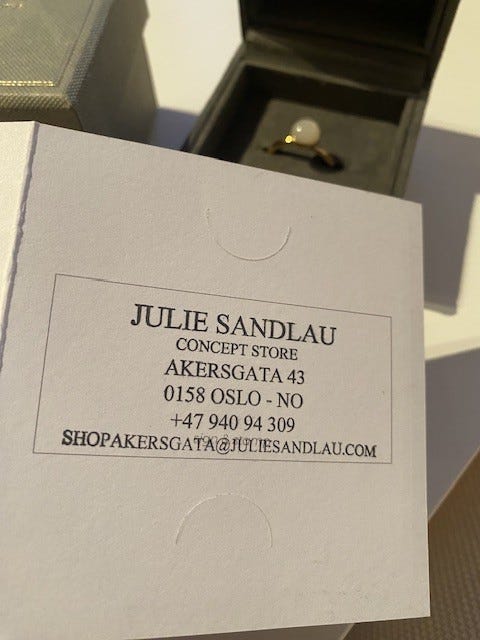 JULIE SANDLAU
CONCEPT STORE
AKERSGATA 43
0158 OSLO - NO
+47 940 94 309
SHOPAKERSGATA@JULIESANDLAU.COM